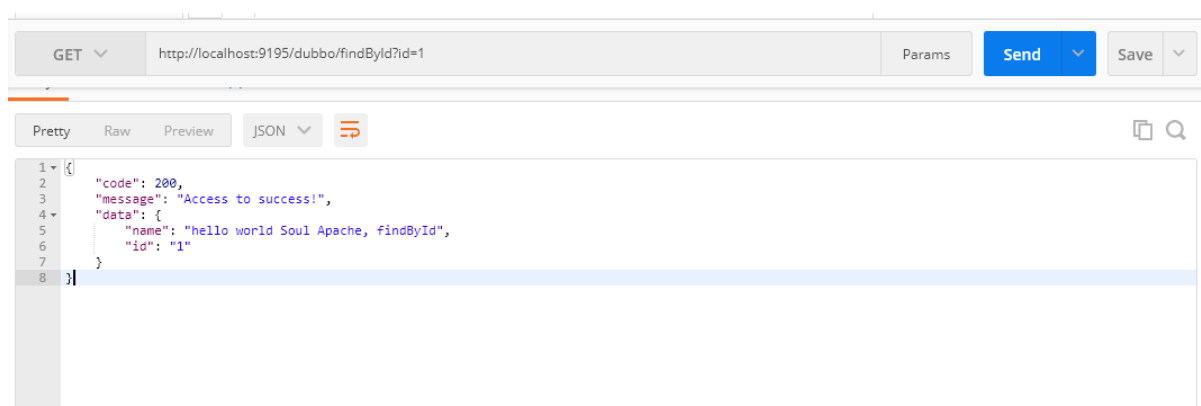 GET http://localhost:9195/dubbo/findById?id=1 Params Send Save
Pretty Raw Preview JSON
1 {
2 "code": 200,
3 "message": "Access to success!",
4 "data": {
5 "name": "hello world Soul Apache, findById",
6 "id": "1"
7 }
8 }